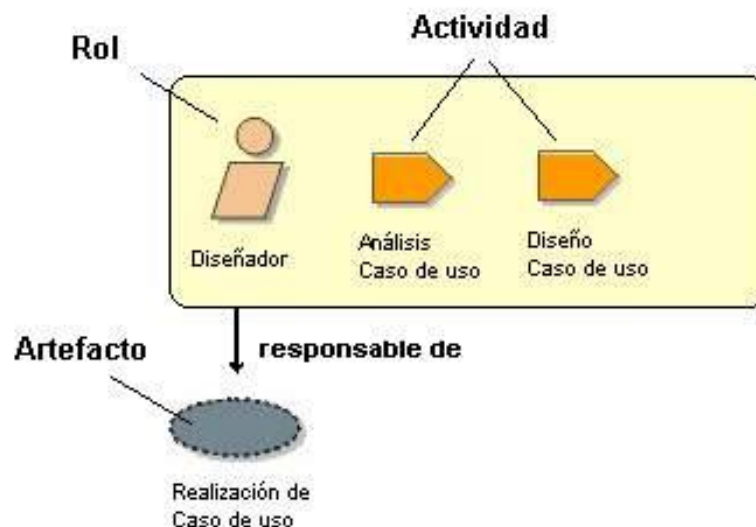 Actividad
Rol
Diseñador
Análisis
Caso de uso
Diseño
Caso de uso
responsable de
Artefacto
Realización de
Caso de uso